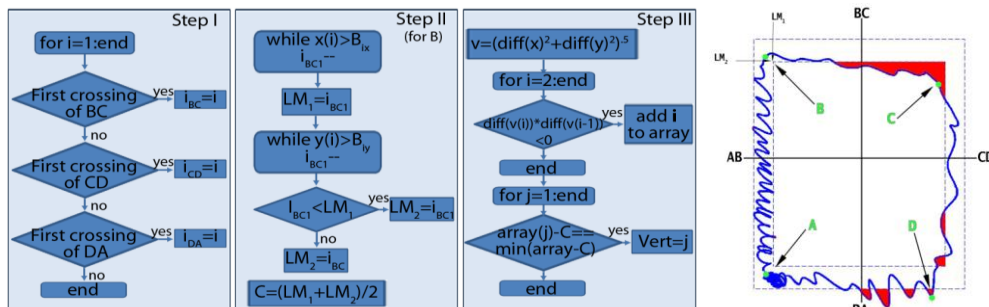 Step I
for i=1:end
First crossing
of BC
yes
i_BC=i
no
First crossing
of CD
yes
i_CD=i
no
First crossing
of DA
yes
i_DA=i
no
end
Step II
(for B)
while x(i)>B_ix
i_BC1--
LM_1=i_BC1
while y(i)>B_iy
i_BC1--
I_BC1<LM_1
yes
LM_2=i_BC1
no
LM_2=i_BC
C=(LM_1+LM_2)/2
Step III
v=(diff(x)²+diff(y)²)^.5
for i=2:end
diff(v(i))*diff(v(i-1))
<0
yes
add i
to array
end
for j=1:end
array(j)-C==
min(array-C)
yes
Vert=j
end
LM_1
BC
LM_2
B
C
AB
CD
A
D
DA